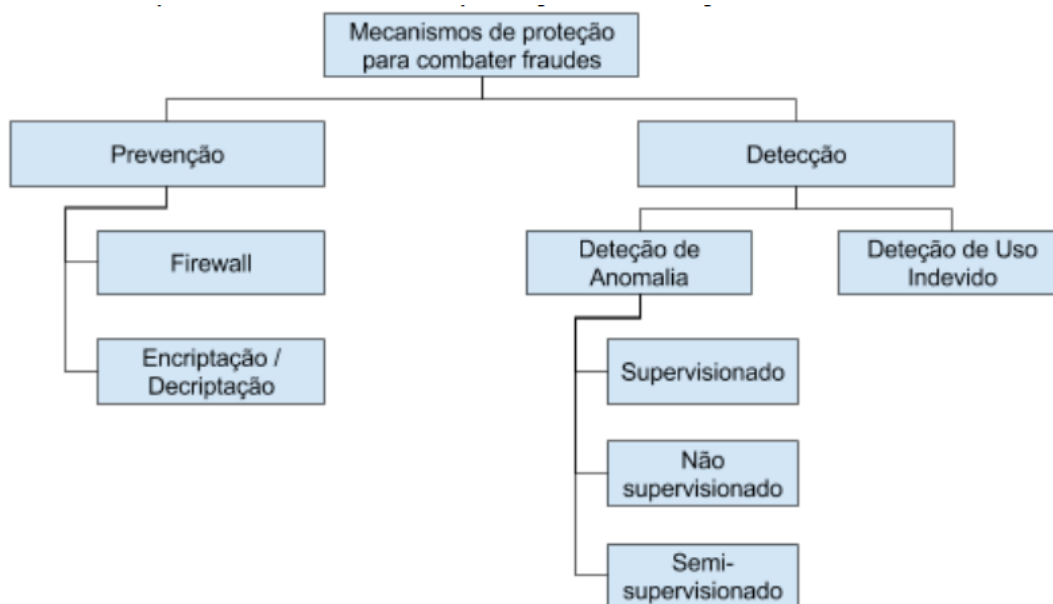 Mecanismos de proteção
para combater fraudes
Prevenção
Detecção
Firewall
Encriptação /
Decriptação
Deteção de
Anomalia
Deteção de Uso
Indevido
Supervisionado
Não
supervisionado
Semi-
supervisionado